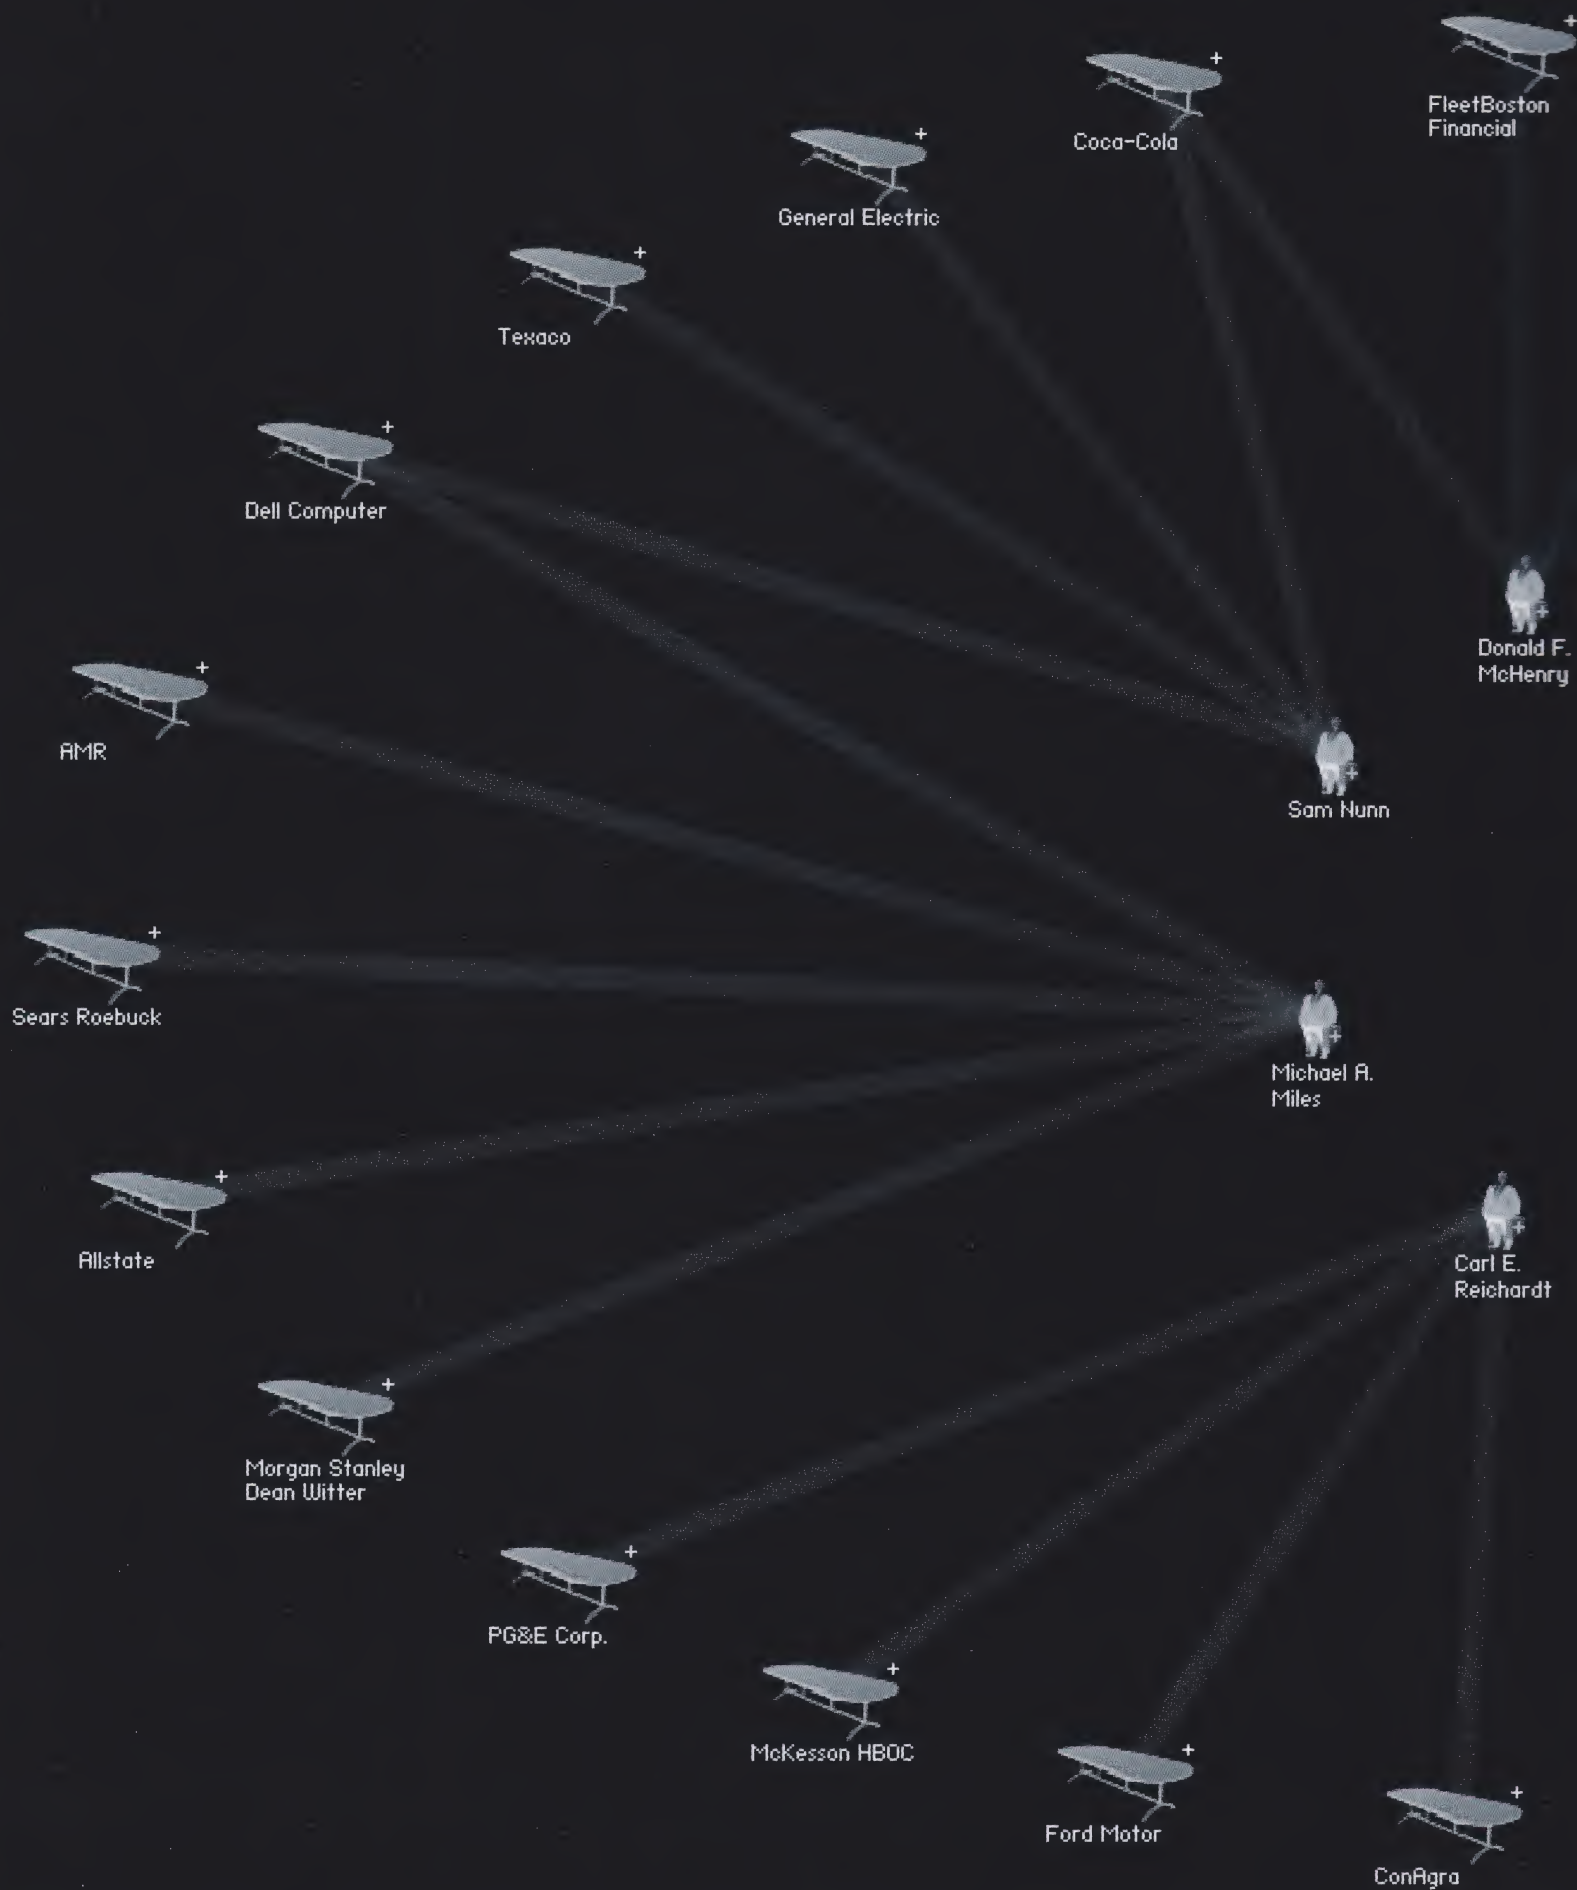 FleetBoston
Financial
Coca-Cola
General Electric
Texaco
Dell Computer
Donald F.
McHenry
AMR
Sam Nunn
Sears Roebuck
Michael A.
Miles
Allstate
Carl E.
Reichardt
Morgan Stanley
Dean Witter
PG&E Corp.
McKesson HBOC
Ford Motor
ConAgra